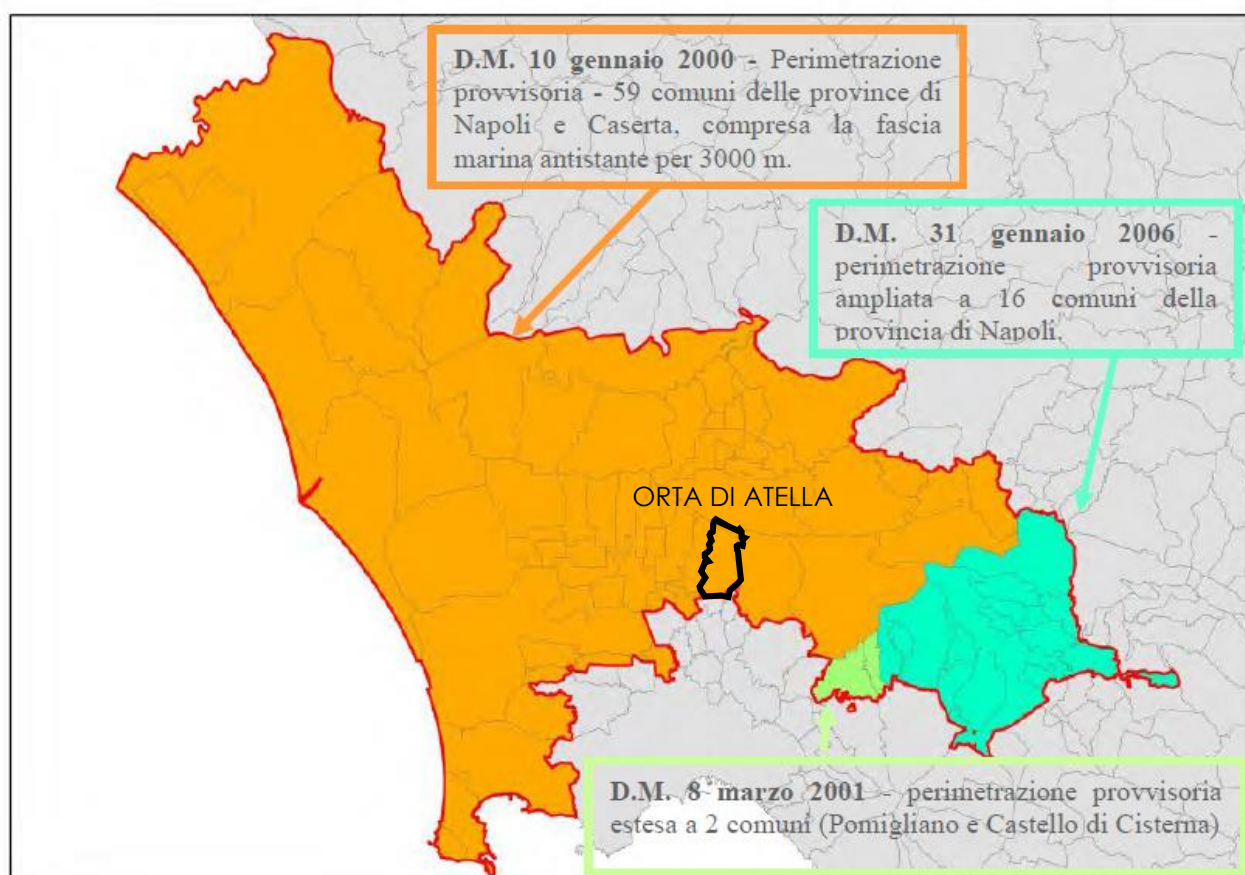 D.M. 10 gennaio 2000 - Perimetrazione
provvisoria - 59 comuni delle province di
Napoli e Caserta, compresa la fascia
marina antistante per 3000 m.
D.M. 31 gennaio 2006 -
perimetrazione provvisoria
ampliata a 16 comuni della
provincia di Napoli.
ORTA DI ATELLA
D.M. 8 marzo 2001 - perimetrazione provvisoria
estesa a 2 comuni (Pomigliano e Castello di Cisterna)